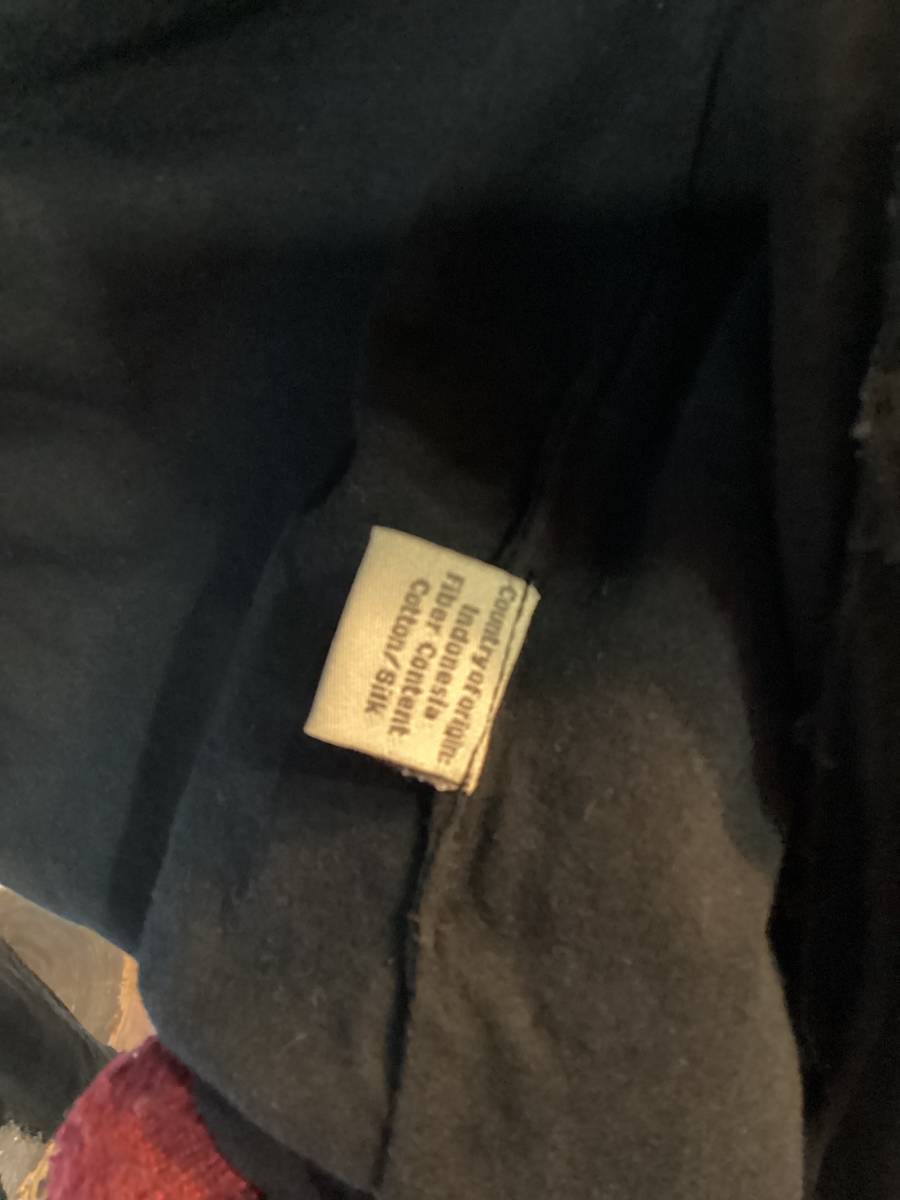 Country of origin:
Indonesia
Fiber Content:
Cotton/Silk